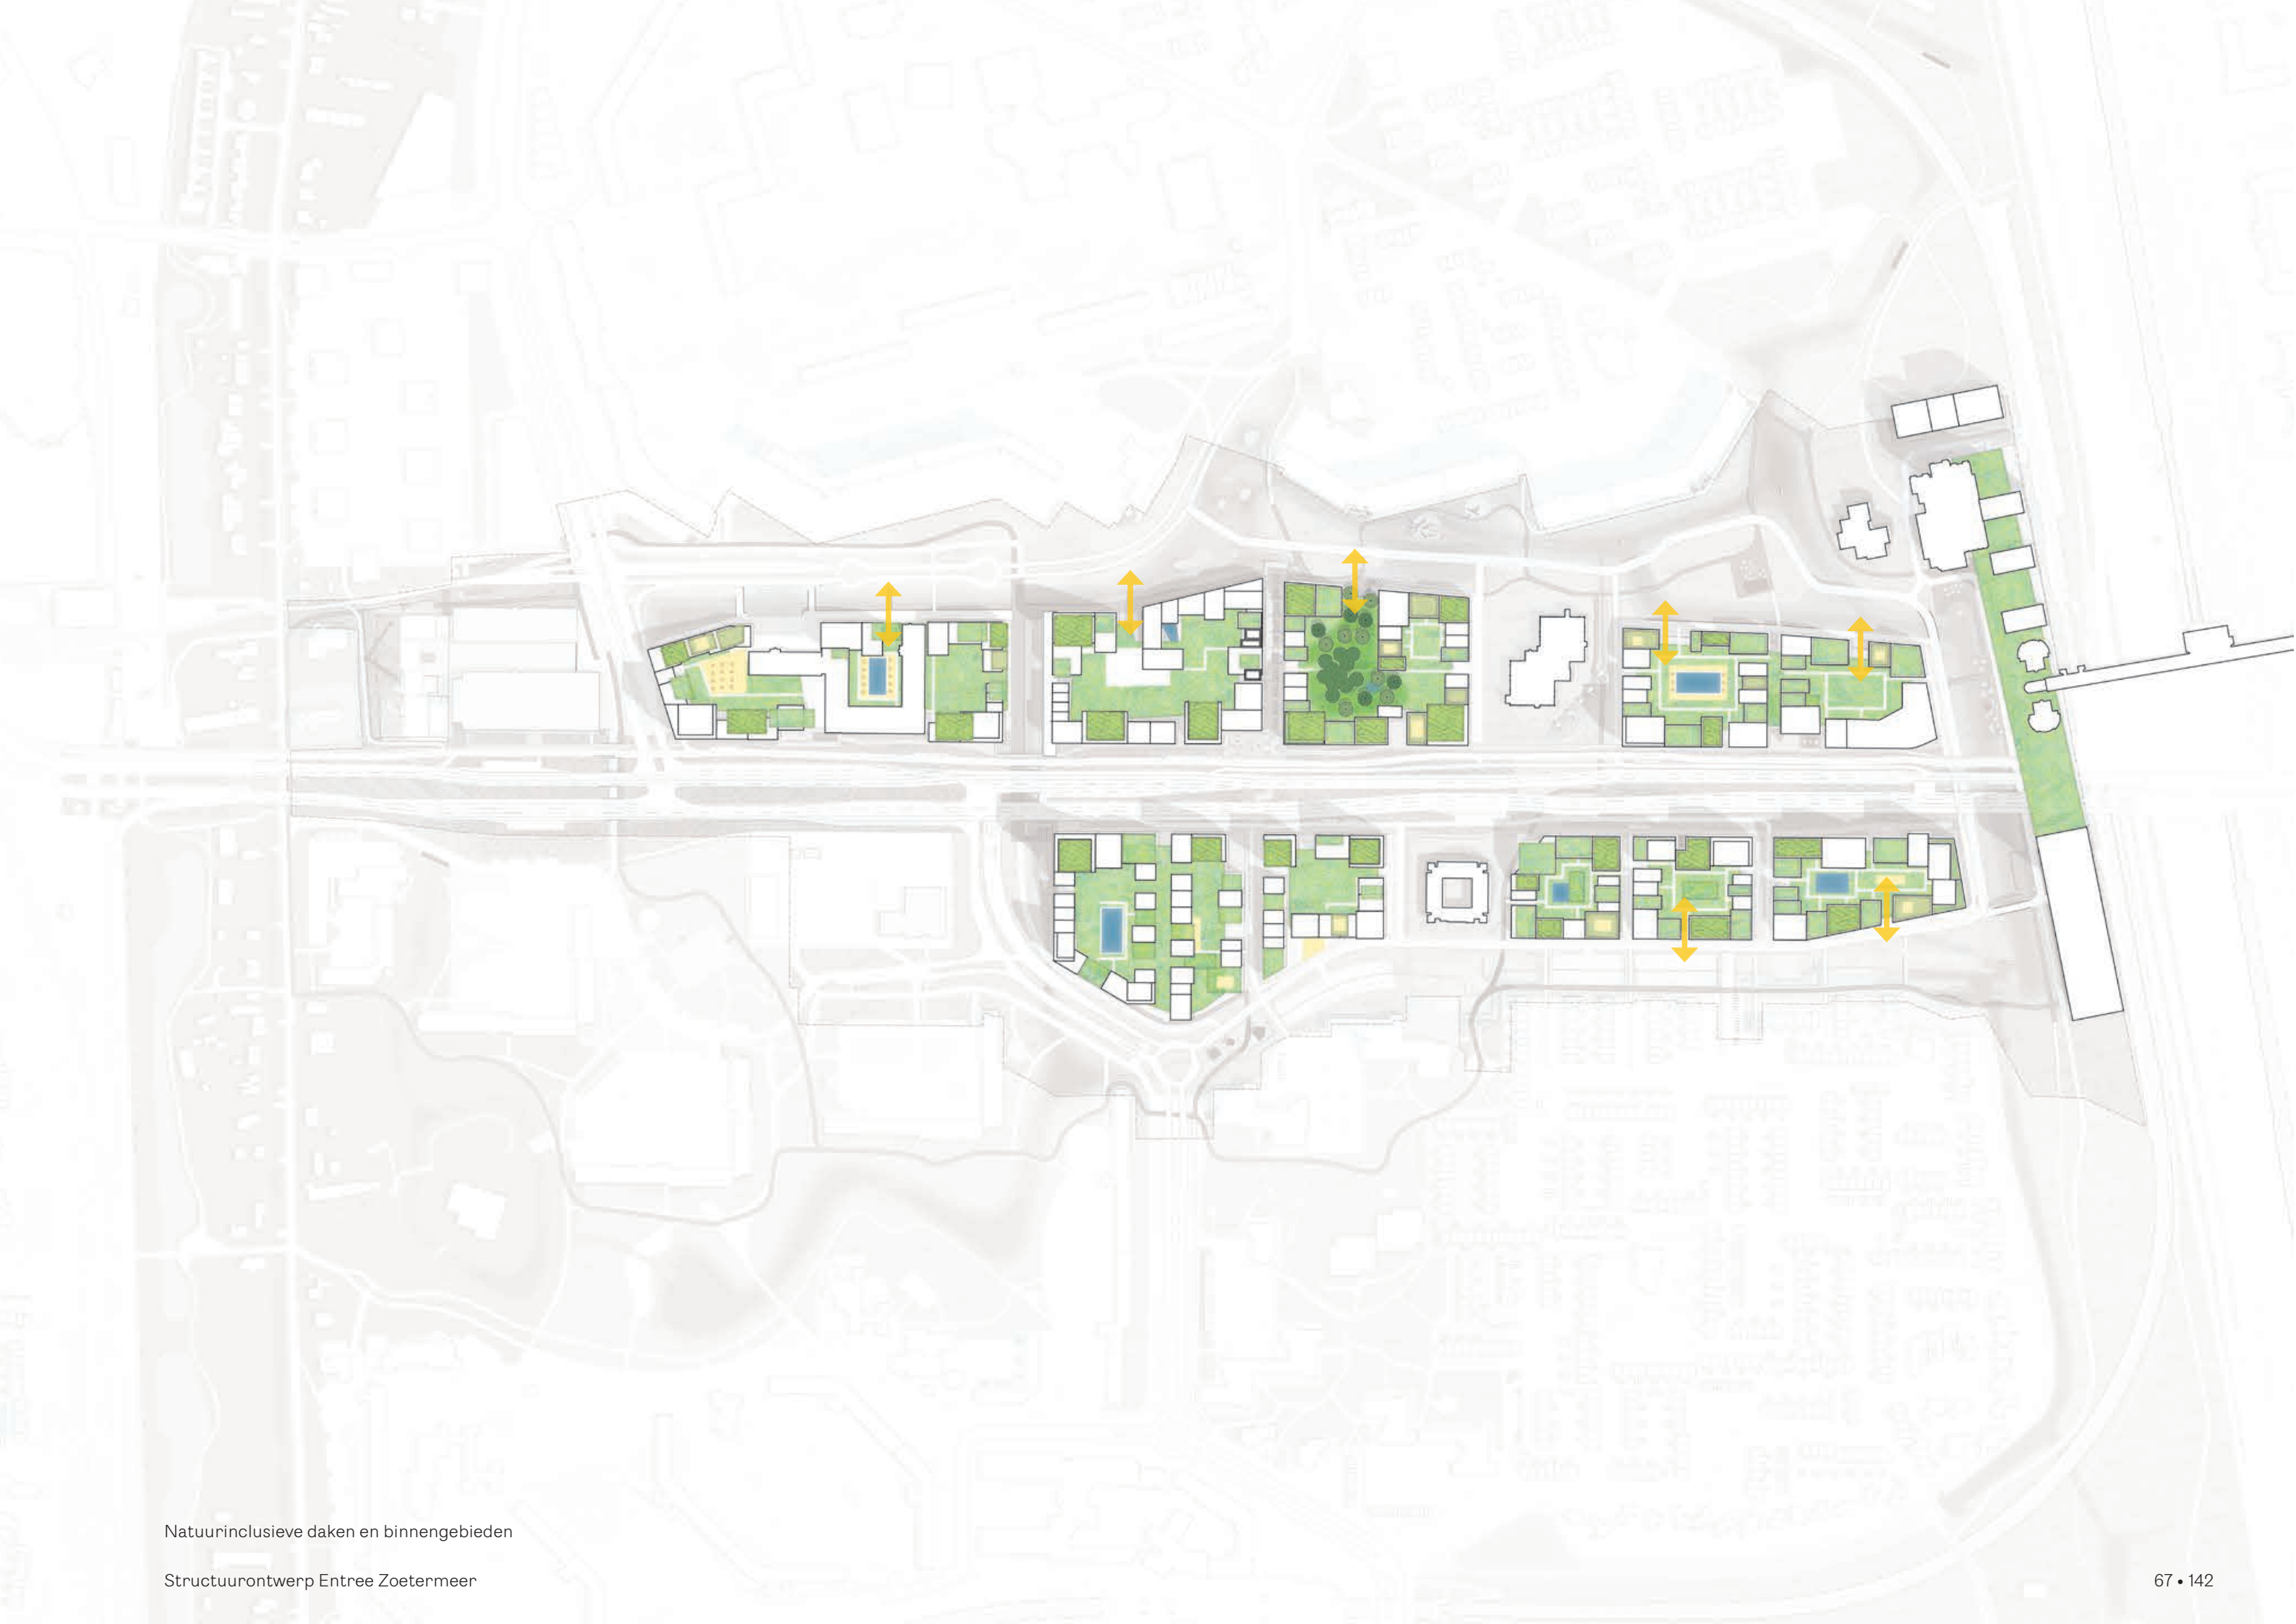 Natuurinclusieve daken en binnengebieden
Structuurontwerp Entree Zoetermeer
67 • 142